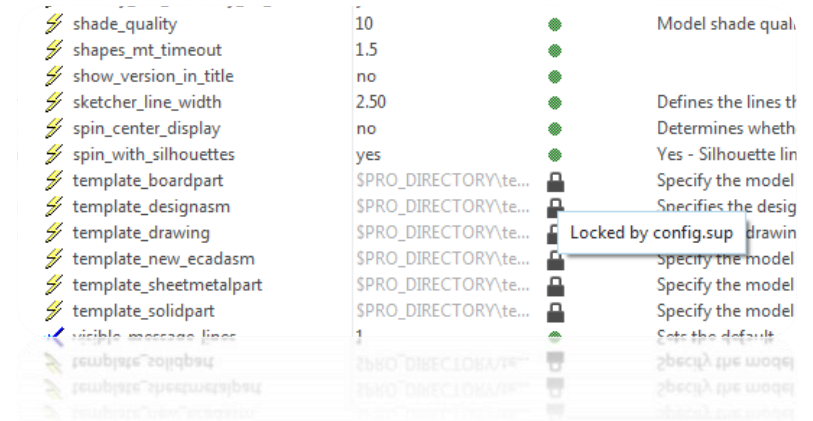 shade_quality 10 Model shade qual
shapes_mt_timeout 1.5
show_version_in_title no
sketcher_line_width 2.50 Defines the lines th
spin_center_display no Determines wheth
spin_with_silhouettes yes Yes - Silhouette lin
template_boardpart $PRO_DIRECTORY\te... Specify the model
template_designasm $PRO_DIRECTORY\te... Specifies the desig
template_drawing $PRO_DIRECTORY\te... Locked by config.sup drawin
template_new_ecadasm $PRO_DIRECTORY\te... Specify the model
template_sheetmetalpart $PRO_DIRECTORY\te... Specify the model
template_solidpart $PRO_DIRECTORY\te... Specify the model
visible_message_lines 1 Sets the default